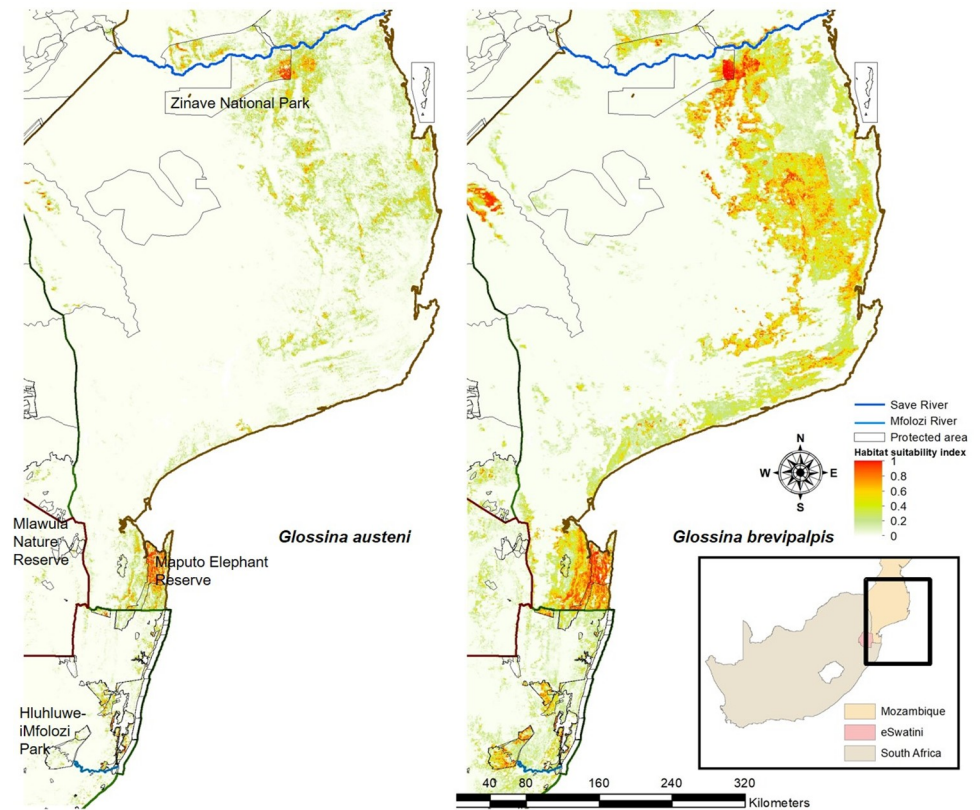 Zinave National Park
Save River
Mfolozi River
Protected area
Habitat suitability index
1
0.8
0.6
0.4
0.2
0
N
W
E
S
Mlawula
Nature
Reserve
Glossina austeni
Maputo Elephant
Reserve
Glossina brevipalpis
Hluhluwe-
iMfolozi
Park
Mozambique
eSwatini
South Africa
40 80 160 240 320
Kilometers